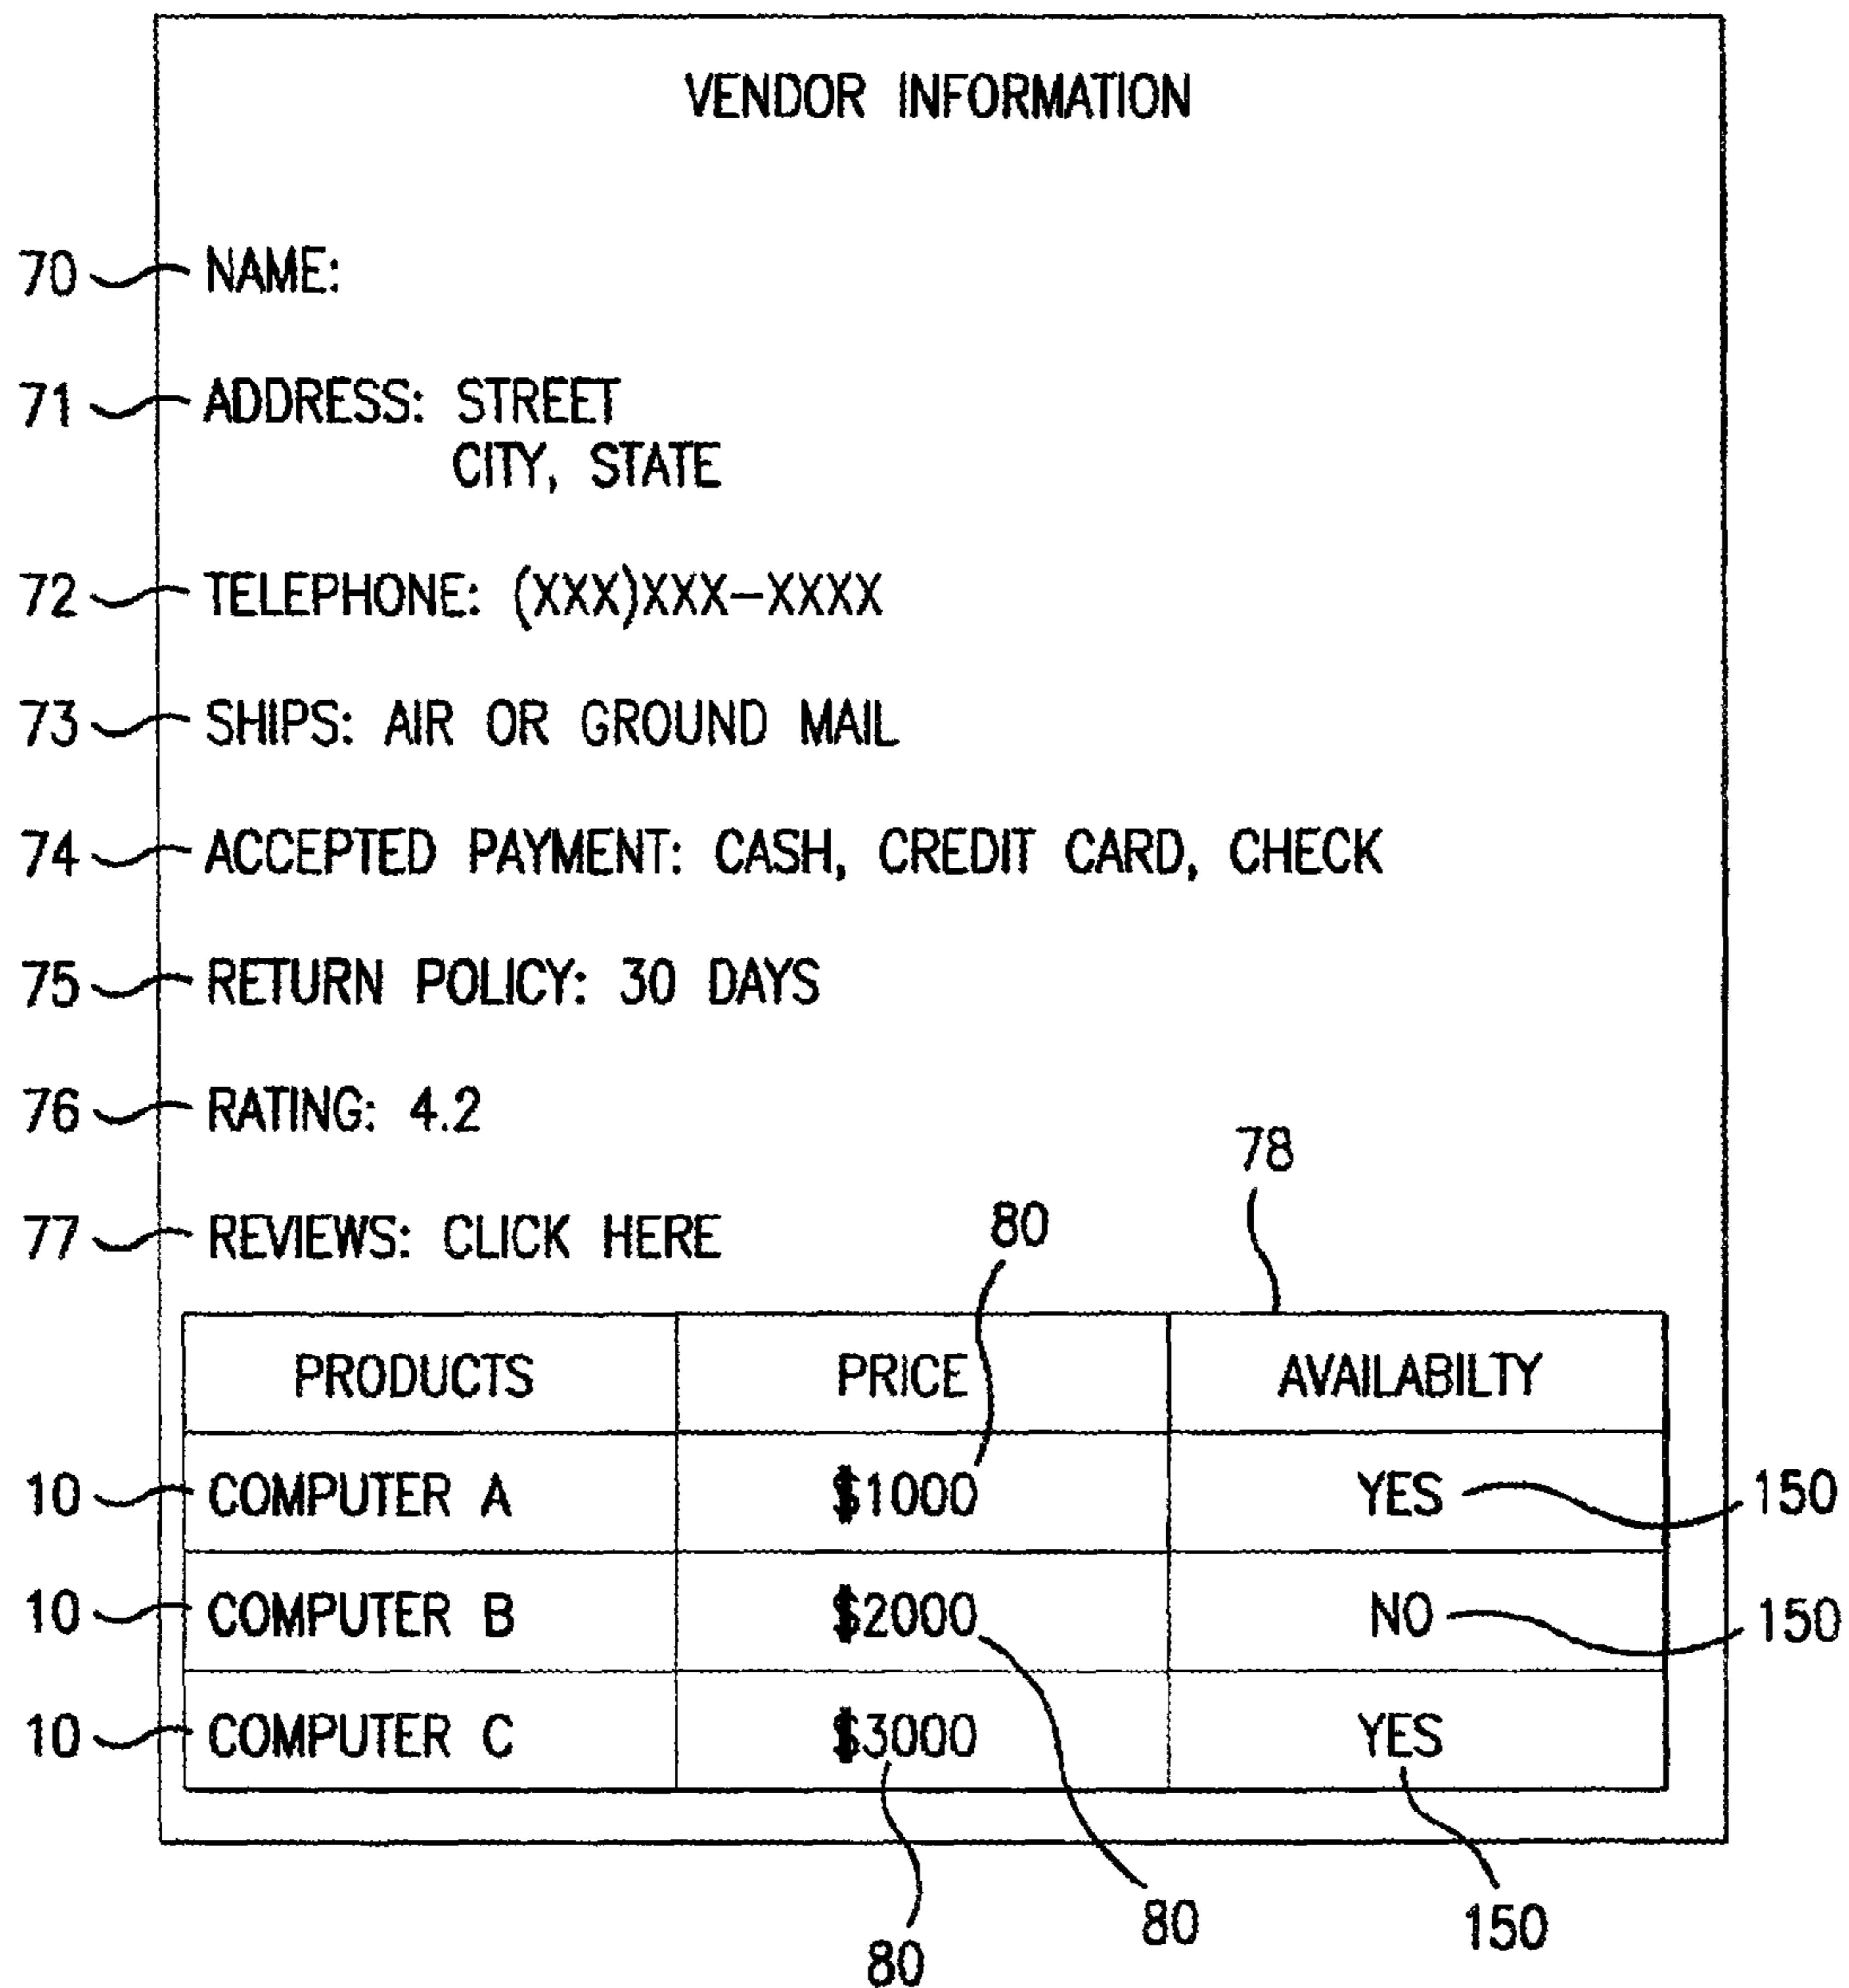 VENDOR INFORMATION
70 NAME:
71 ADDRESS: STREET
CITY, STATE
72 TELEPHONE: (XXX)XXX-XXXX
73 SHIPS: AIR OR GROUND MAIL
74 ACCEPTED PAYMENT: CASH, CREDIT CARD, CHECK
75 RETURN POLICY: 30 DAYS
76 RATING: 4.2
78
77 REVIEWS: CLICK HERE 80
PRODUCTS PRICE AVAILABILTY
10 COMPUTER A $1000 YES 150
10 COMPUTER B $2000 NO 150
10 COMPUTER C $3000 YES
80 80 150